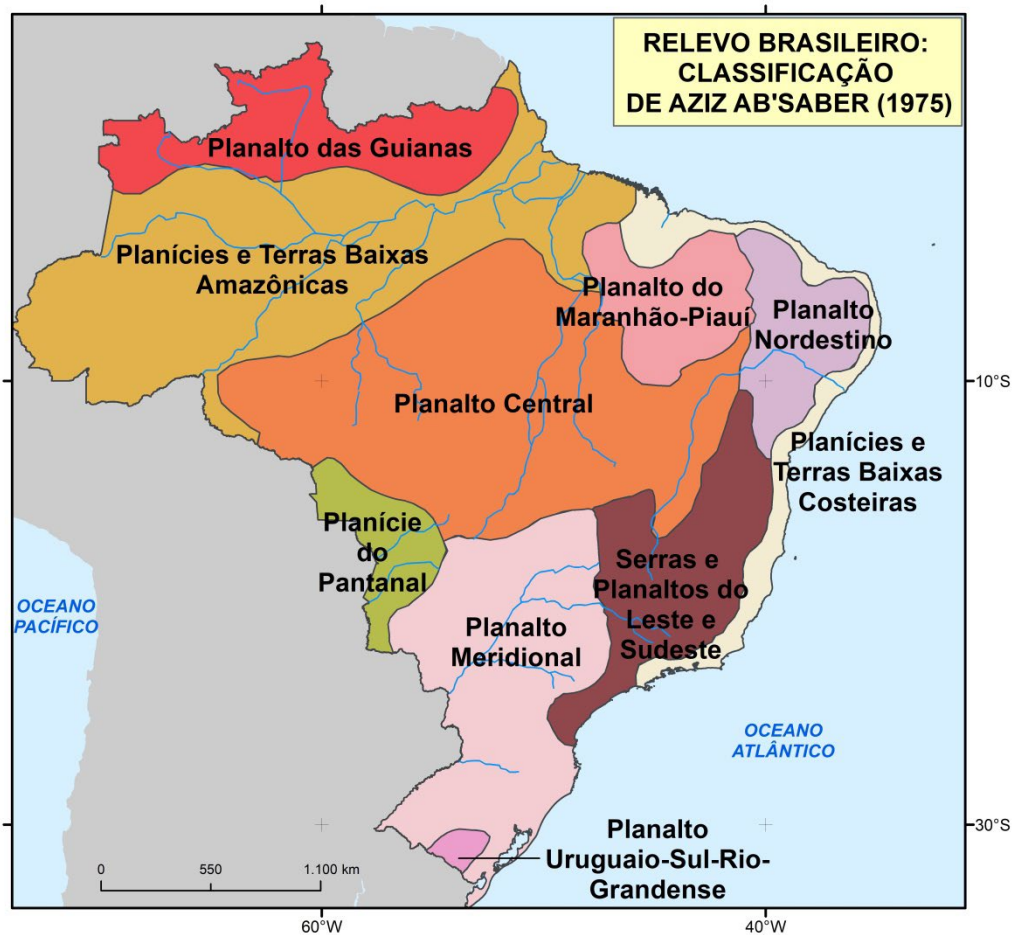 RELEVO BRASILEIRO:
CLASSIFICAÇÃO
DE AZIZ AB'SABER (1975)
Planalto das Guianas
Planícies e Terras Baixas
Amazônicas
Planalto do
Maranhão-Piauí
Planalto
Nordestino
10°S
Planalto Central
Planícies e
Terras Baixas
Costeiras
Planície
do
Pantanal
Serras e
Planaltos do
Leste e
Sudeste
OCEANO
PACÍFICO
Planalto
Meridional
OCEANO
ATLÂNTICO
30°S
Planalto
Uruguaio-Sul-Rio-
Grandense
0 550 1.100 km
60°W 40°W